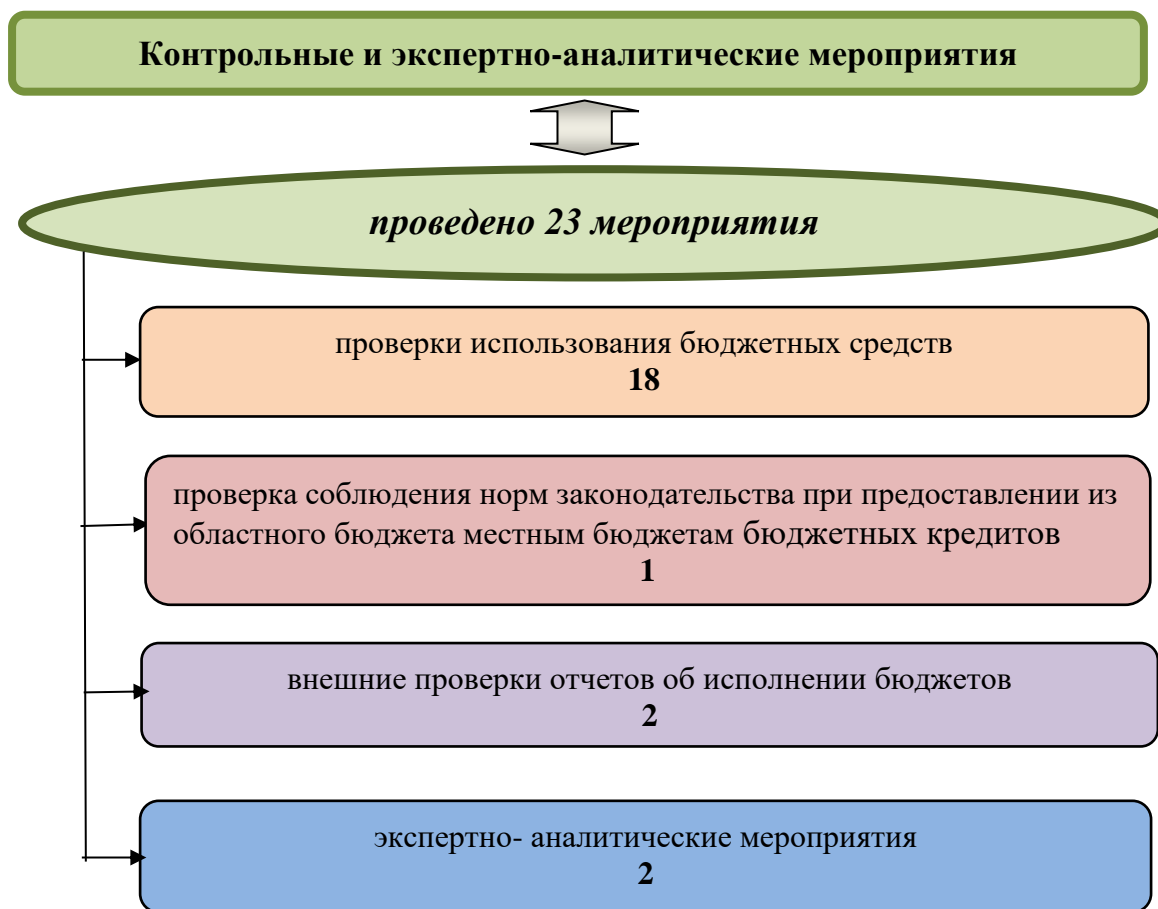 Контрольные и экспертно-аналитические мероприятия
проведено 23 мероприятия
проверки использования бюджетных средств
18
проверка соблюдения норм законодательства при предоставлении из
областного бюджета местным бюджетам бюджетных кредитов
1
внешние проверки отчетов об исполнении бюджетов
2
экспертно- аналитические мероприятия
2